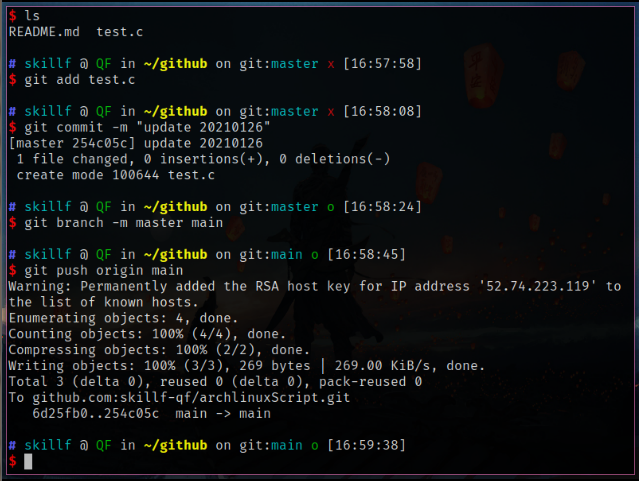 $ ls
README.md  test.c
# skillf @ QF in ~/github on git:master x [16:57:58]
$ git add test.c
# skillf @ QF in ~/github on git:master x [16:58:08]
$ git commit -m "update 20210126"
[master 254c05c] update 20210126
 1 file changed, 0 insertions(+), 0 deletions(-)
 create mode 100644 test.c
# skillf @ QF in ~/github on git:master o [16:58:24]
$ git branch -m master main
# skillf @ QF in ~/github on git:main o [16:58:45]
$ git push origin main
Warning: Permanently added the RSA host key for IP address '52.74.223.119' to
the list of known hosts.
Enumerating objects: 4, done.
Counting objects: 100% (4/4), done.
Compressing objects: 100% (2/2), done.
Writing objects: 100% (3/3), 269 bytes | 269.00 KiB/s, done.
Total 3 (delta 0), reused 0 (delta 0), pack-reused 0
To github.com:skillf-qf/archlinuxScript.git
   6d25fb0..254c05c  main -> main
# skillf @ QF in ~/github on git:main o [16:59:38]
$